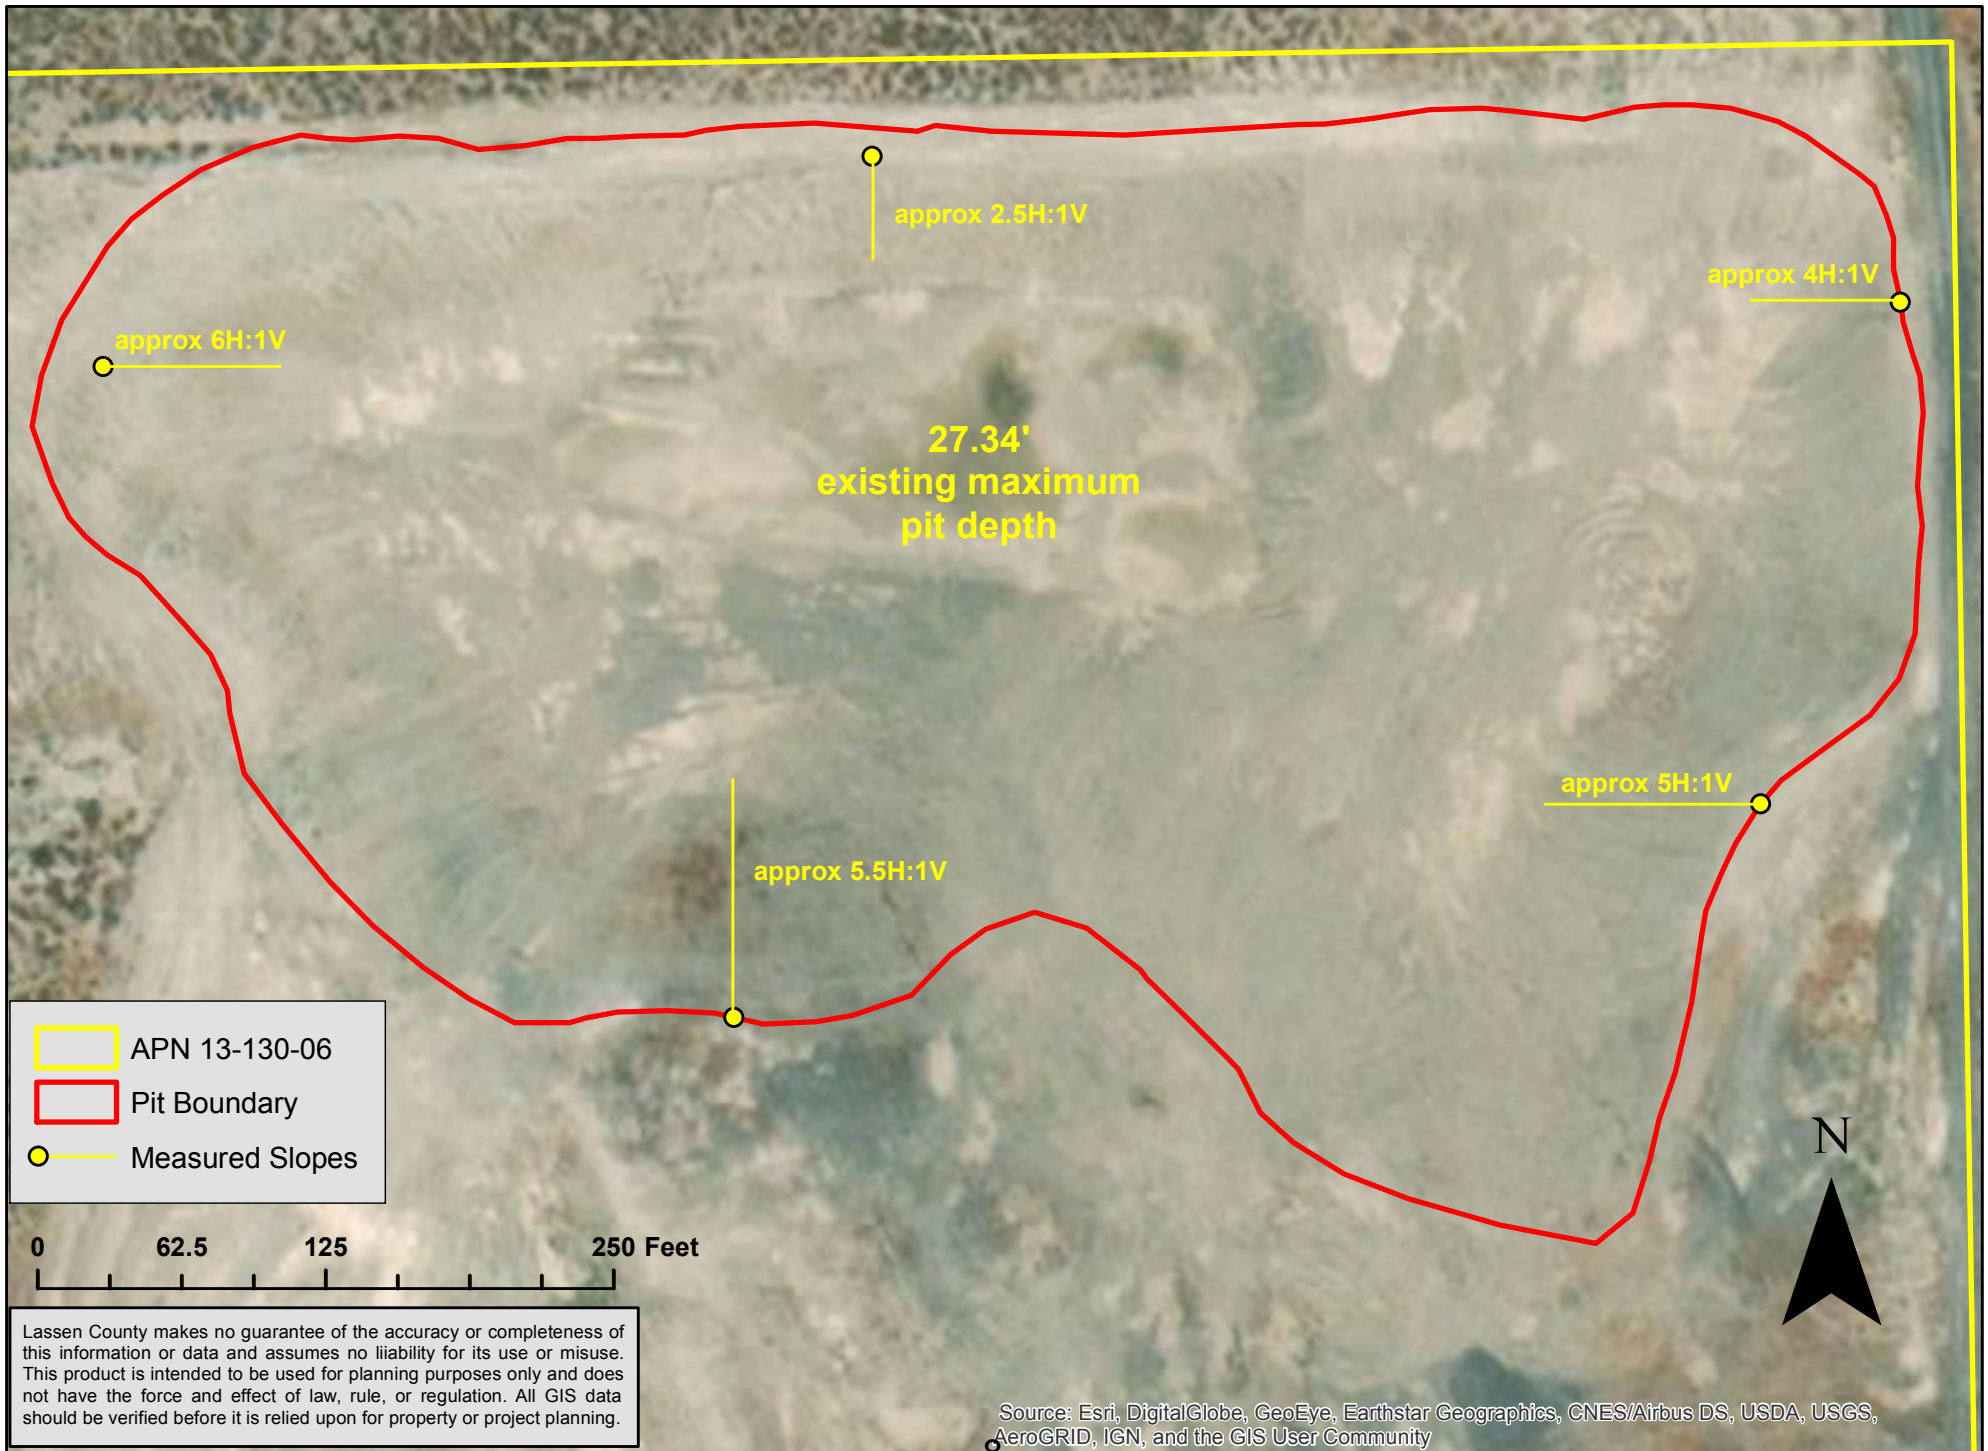 approx 2.5H:1V
approx 4H:1V
approx 6H:1V
27.34'
existing maximum
pit depth
approx 5H:1V
approx 5.5H:1V
APN 13-130-06
Pit Boundary
Measured Slopes
N
0 62.5 125 250 Feet
Lassen County makes no guarantee of the accuracy or completeness of
this information or data and assumes no liiability for its use or misuse.
This product is intended to be used for planning purposes only and does
not have the force and effect of law, rule, or regulation. All GIS data
should be verified before it is relied upon for property or project planning.
Source: Esri, DigitalGlobe, GeoEye, Earthstar Geographics, CNES/Airbus DS, USDA, USGS,
AeroGRID, IGN, and the GIS User Community